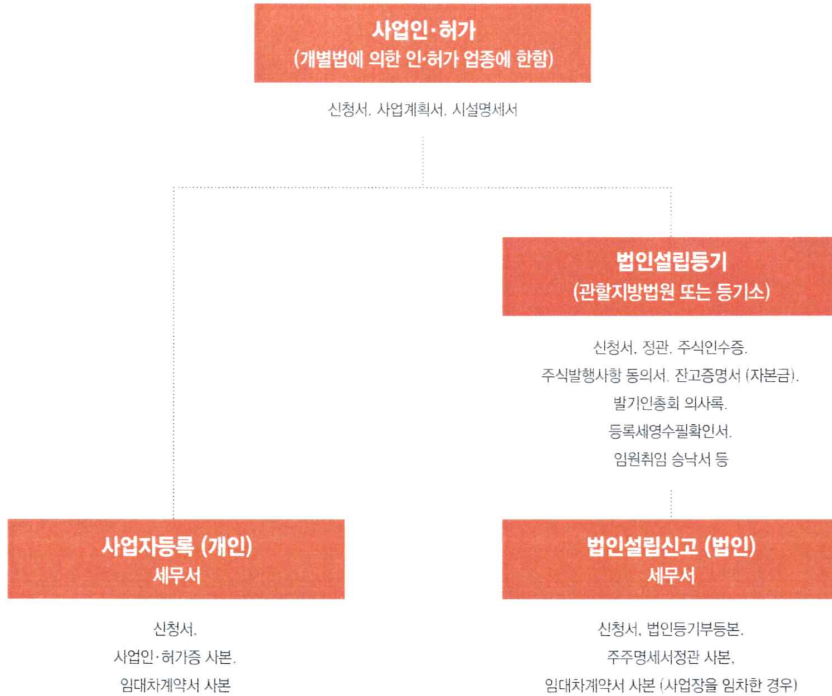 사업인·허가
(개별법에 의한 인·허가 업종에 한함)
신청서, 사업계획서, 시설명세서
법인설립등기
(관할지방법원 또는 등기소)
신청서, 정관, 주식인수증,
주식발행사항 동의서, 잔고증명서 (자본금),
발기인총회 의사록,
등록세영수필확인서,
임원취임 승낙서 등
사업자등록 (개인)
세무서
신청서,
사업인·허가증 사본,
임대차계약서 사본
법인설립신고 (법인)
세무서
신청서, 법인등기부등본,
주주명세서정관 사본,
임대차계약서 사본 (사업장을 임차한 경우)